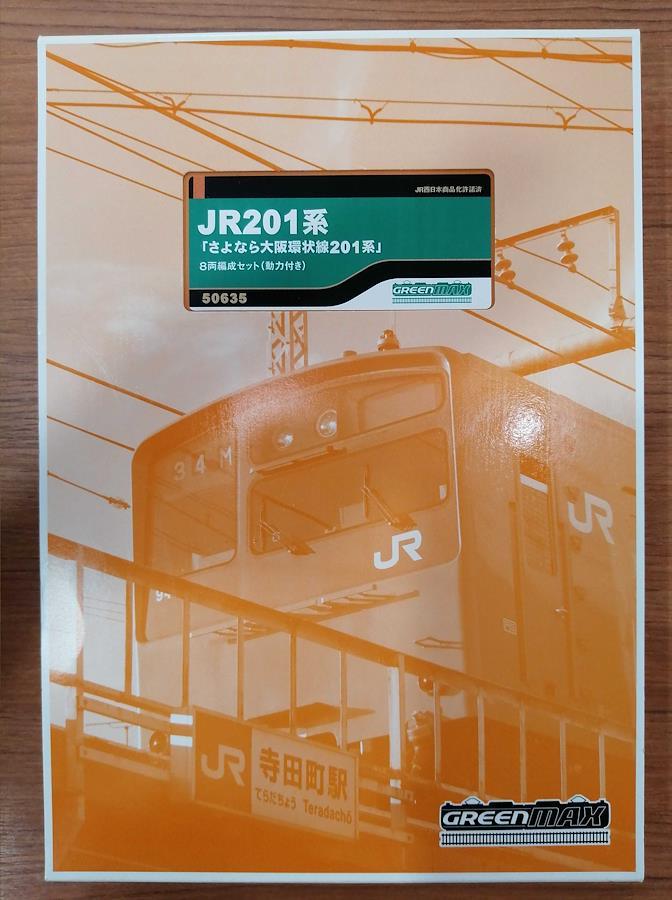 JR西日本商品化許諾済
JR201系
「さよなら大阪環状線201系」
8両編成セット(動力付き)
50635
GREENMAX
34M
JR
JR
94
JR 寺田町駅
てらだちょう Teradachō
GREENMAX